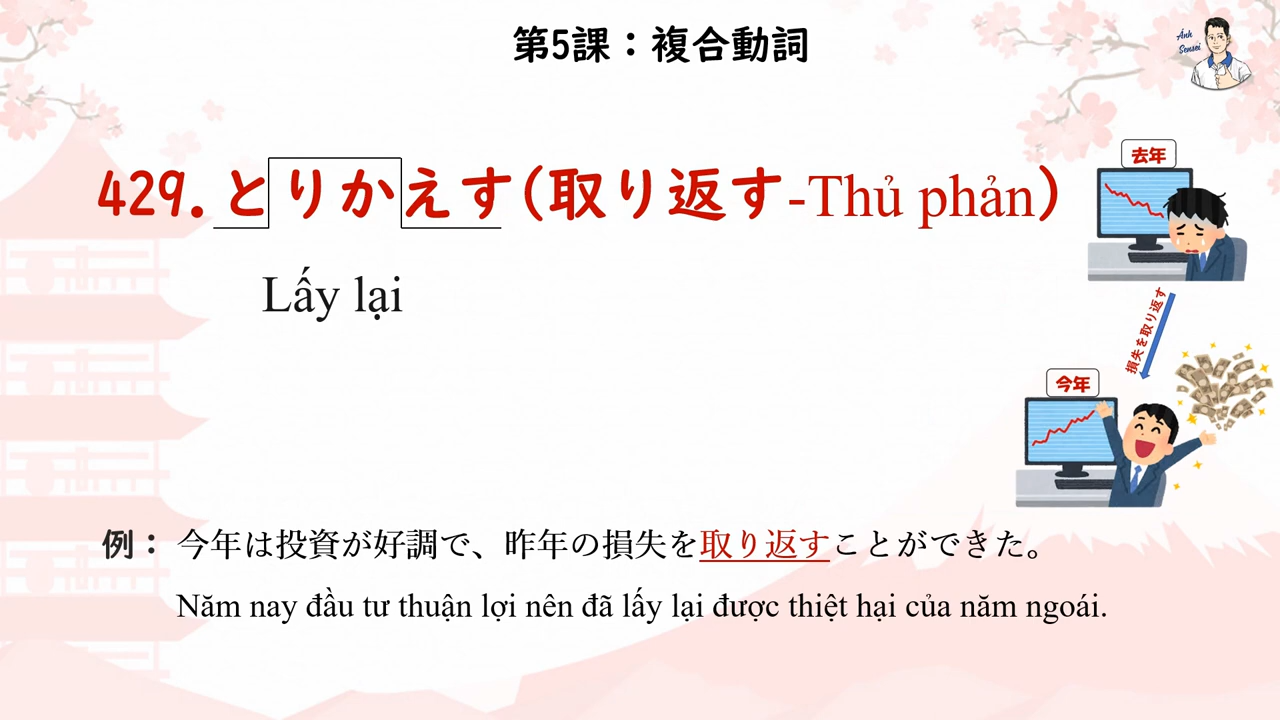 第5課：複合動詞
Ánh
Sensei
429. とりかえす(取り返す-Thủ phản)
Lấy lại
去年
損失を取り返す
今年
例： 今年は投資が好調で、昨年の損失を取り返すことができた。
Năm nay đầu tư thuận lợi nên đã lấy lại được thiệt hại của năm ngoái.